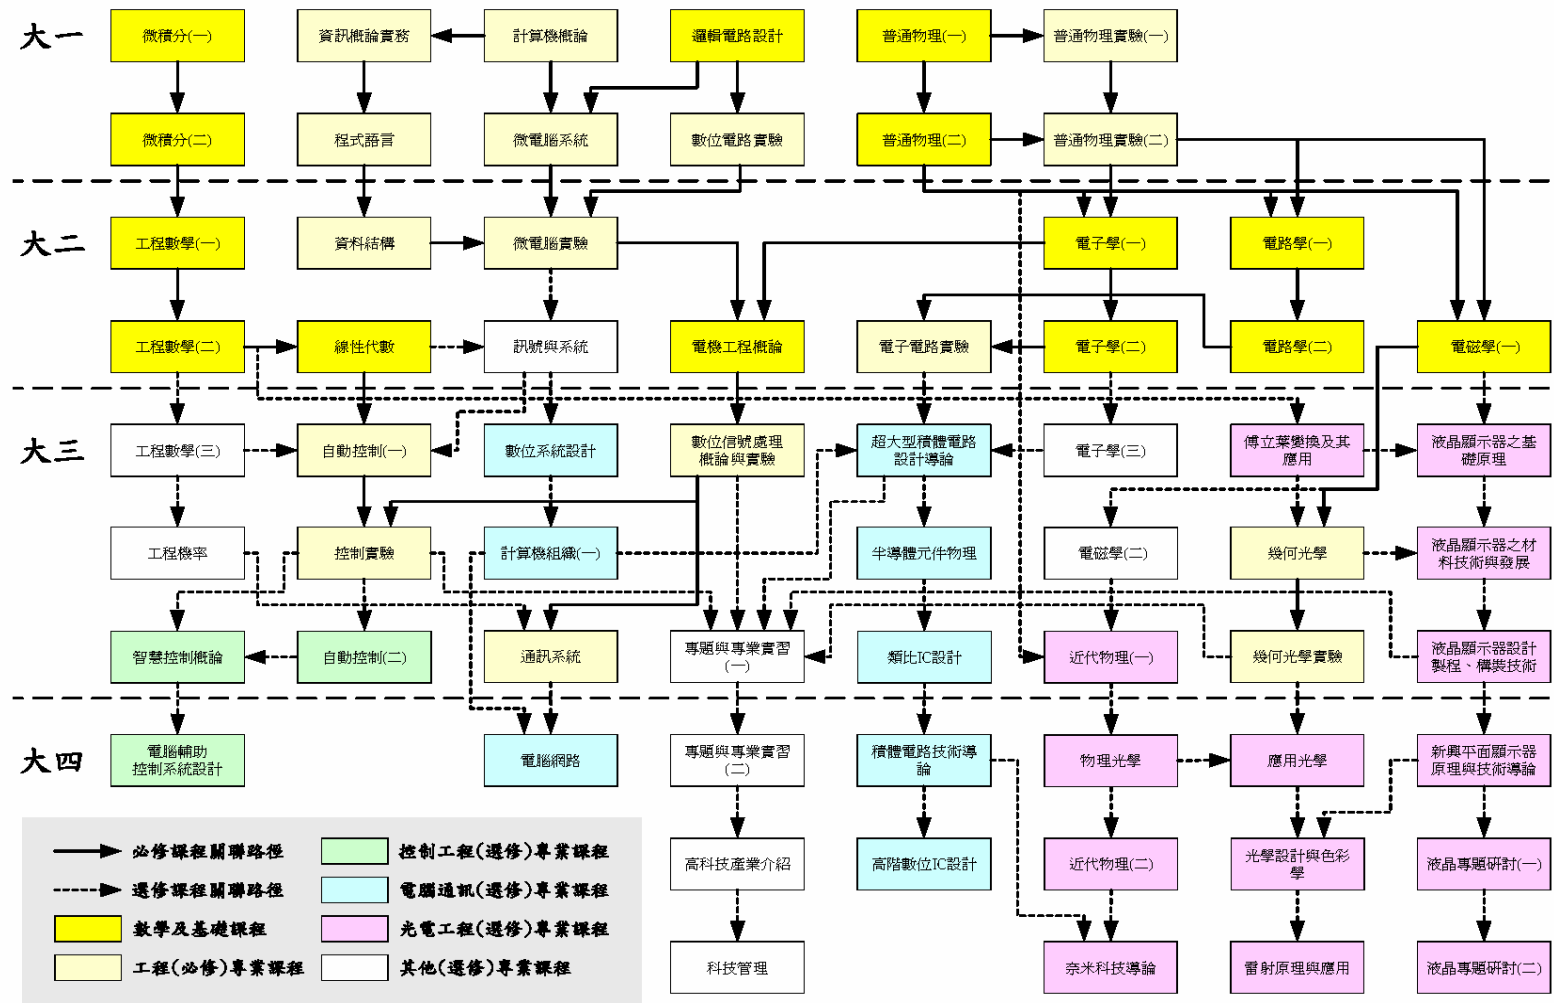 大一
微積分(一)
資訊概論實務
計算機概論
邏輯電路設計
普通物理(一)
普通物理實驗(一)
微積分(二)
程式語言
微電腦系統
數位電路實驗
普通物理(二)
普通物理實驗(二)
大二
工程數學(一)
資料結構
微電腦實驗
電子學(一)
電路學(一)
工程數學(二)
線性代數
訊號與系統
電機工程概論
電子電路實驗
電子學(二)
電路學(二)
電磁學(一)
大三
工程數學(三)
自動控制(一)
數位系統設計
數位信號處理
概論與實驗
超大型積體電路
設計導論
電子學(三)
傅立葉變換及其
應用
液晶顯示器之基
礎原理
工程機率
控制實驗
計算機組織(一)
半導體元件物理
電磁學(二)
幾何光學
液晶顯示器之材
料技術與發展
智慧控制概論
自動控制(二)
通訊系統
專題與專業實習
(一)
類比IC設計
近代物理(一)
幾何光學實驗
液晶顯示器設計
製程、構裝技術
大四
電腦輔助
控制系統設計
電腦網路
專題與專業實習
(二)
積體電路技術導
論
物理光學
應用光學
新興平面顯示器
原理與技術導論
高科技產業介紹
高階數位IC設計
近代物理(二)
光學設計與色彩
學
液晶專題研討(一)
科技管理
奈米科技導論
雷射原理與應用
液晶專題研討(二)
必修課程關聯路徑
控制工程(選修)專業課程
選修課程關聯路徑
電腦通訊(選修)專業課程
數學及基礎課程
光電工程(選修)專業課程
工程(必修)專業課程
其他(選修)專業課程